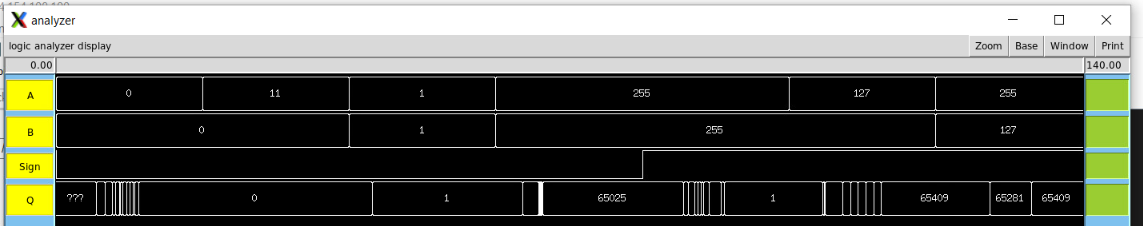 analyzer
logic analyzer display Zoom Base Window Print
0.00 140.00
A 0 11 1 255 127 255
B 0 1 255 127
Sign
Q ??? 0 1 65025 1 65409 65281 65409